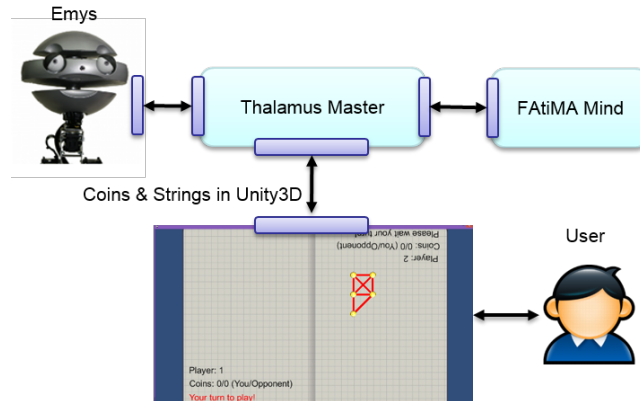 Emys
Thalamus Master
FAtiMA Mind
Coins & Strings in Unity3D
Please wait your turn!
Coins: 0/0 (You/Opponent)
Player: 2
User
Player: 1
Coins: 0/0 (You/Opponent)
Your turn to play!